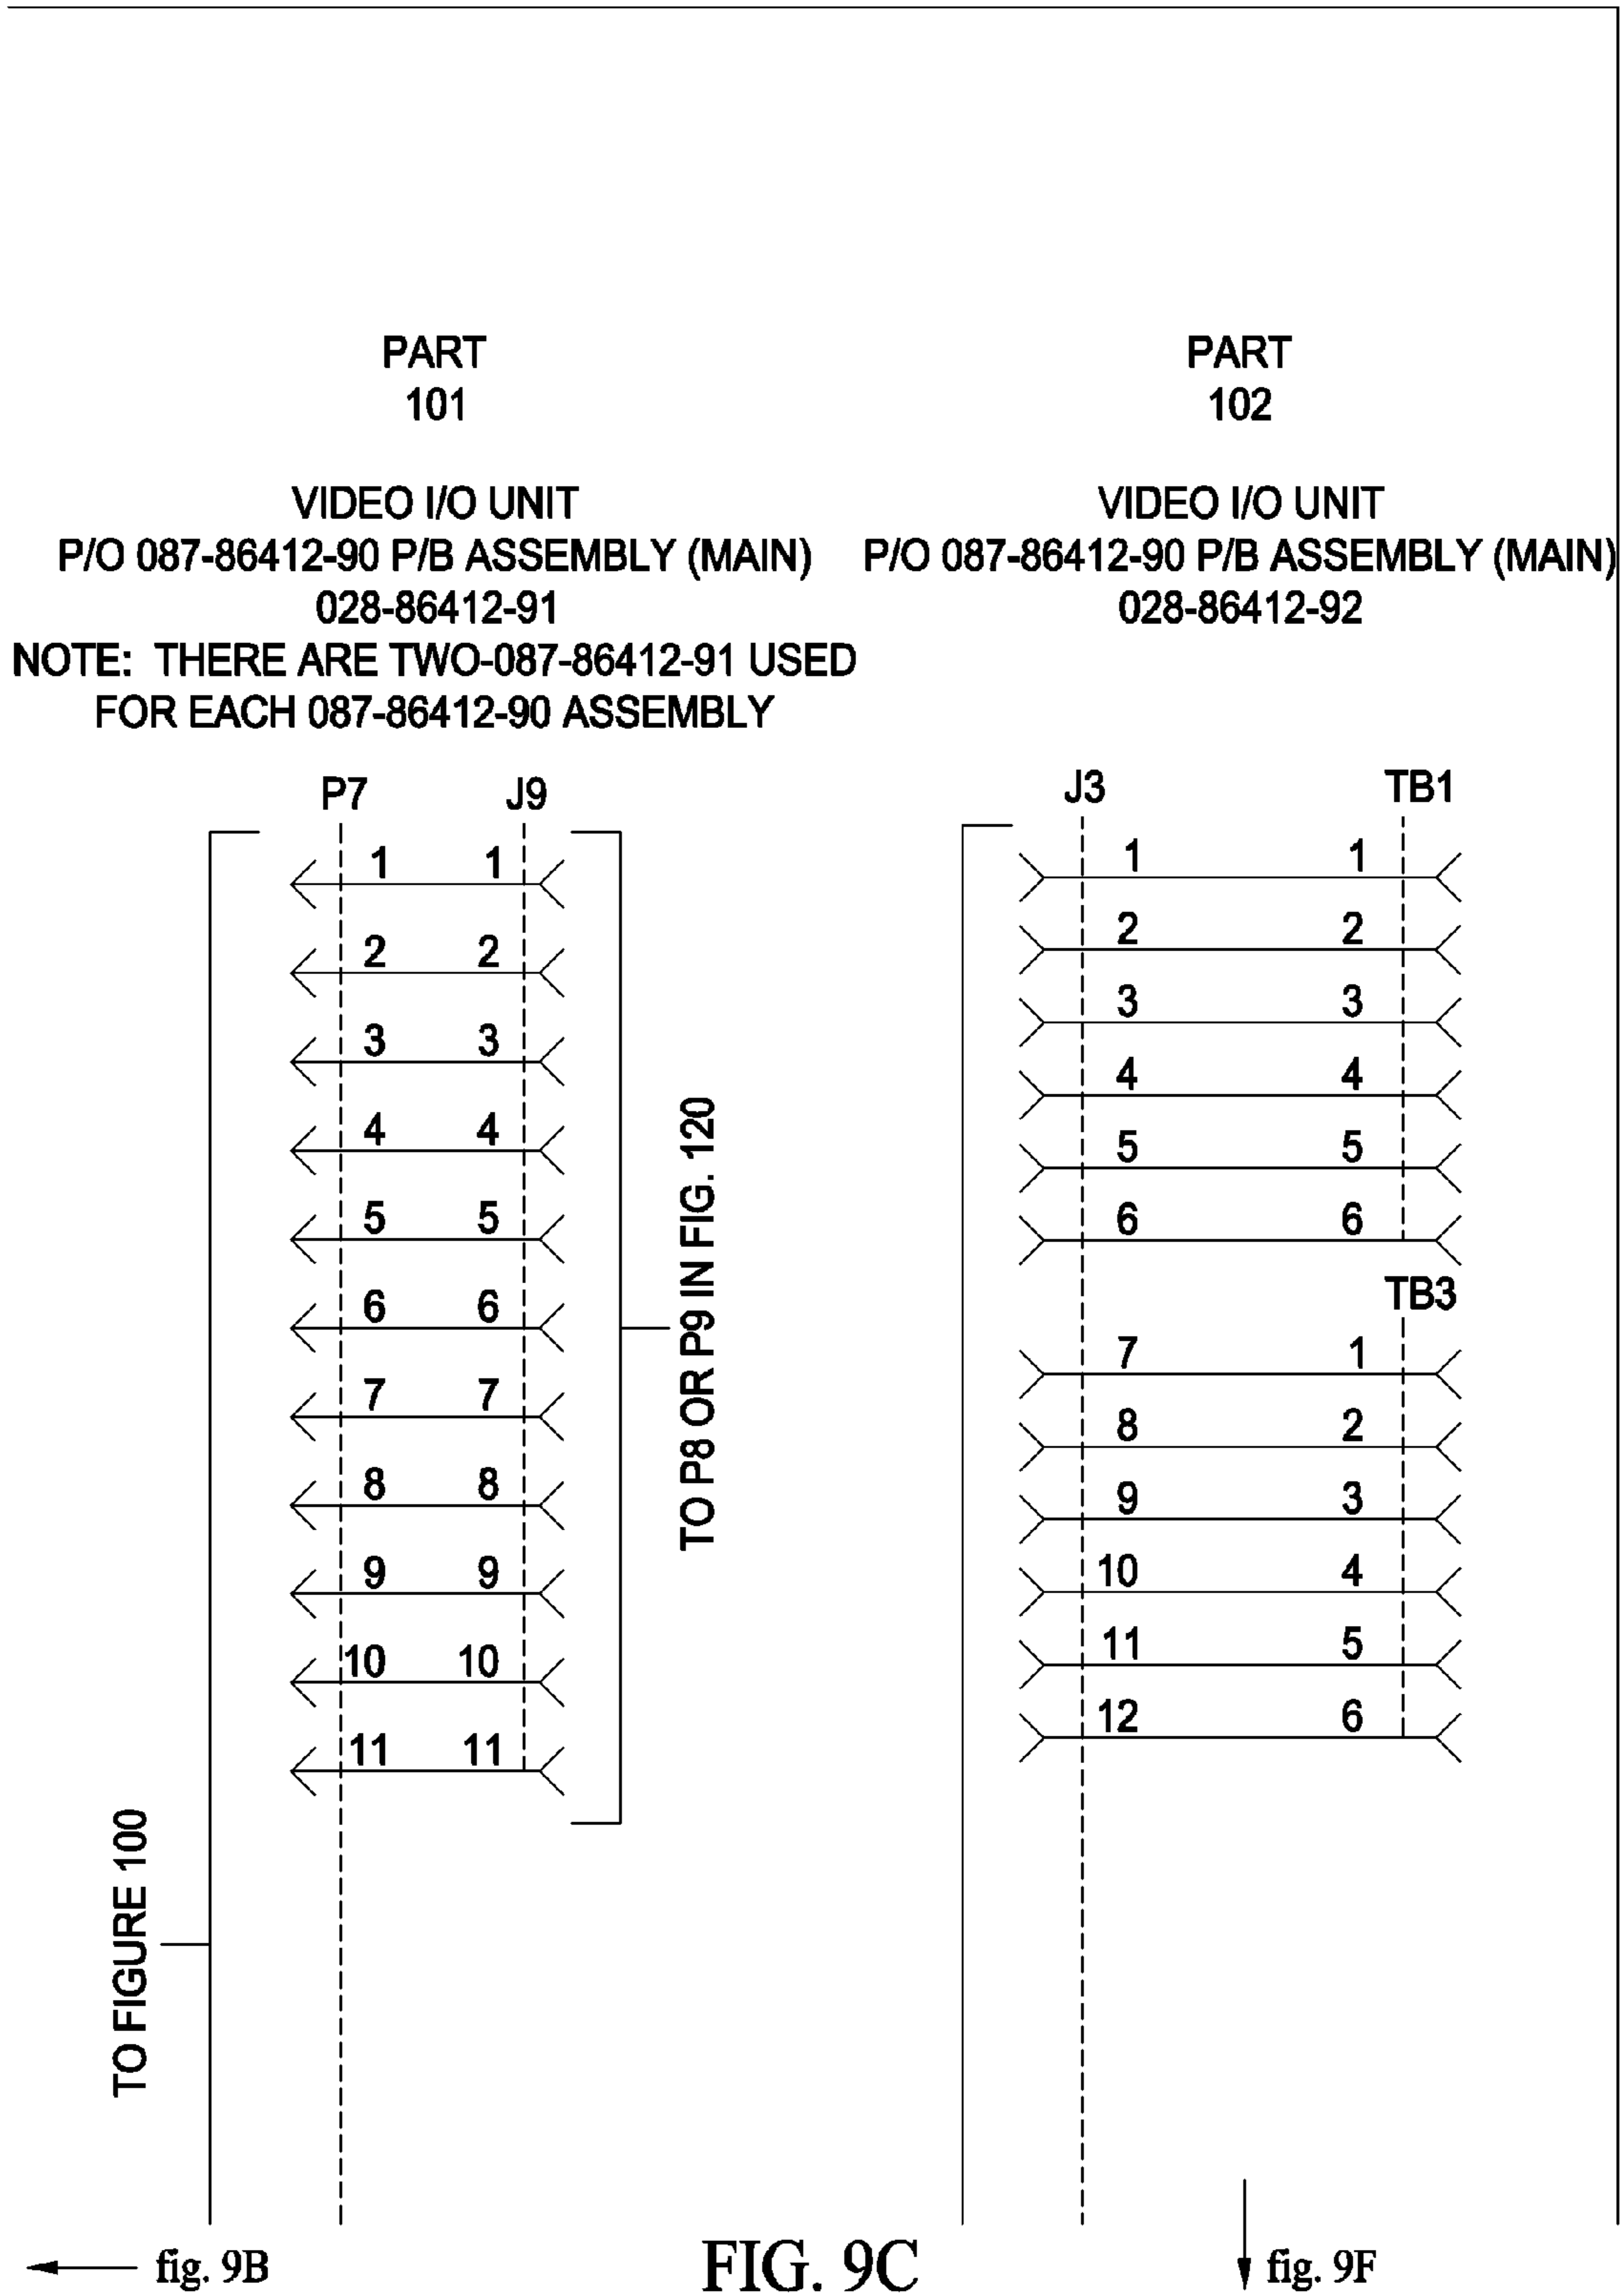 PART
101
VIDEO I/O UNIT
P/O 087-86412-90 P/B ASSEMBLY (MAIN)
028-86412-91
NOTE: THERE ARE TWO-087-86412-91 USED
FOR EACH 087-86412-90 ASSEMBLY
P7 J9
1 1
2 2
3 3
4 4
5 5
6 6
7 7
8 8
9 9
10 10
11 11
TO P8 OR P9 IN FIG. 120
TO FIGURE 100
PART
102
VIDEO I/O UNIT
P/O 087-86412-90 P/B ASSEMBLY (MAIN)
028-86412-92
J3 TB1
1 1
2 2
3 3
4 4
5 5
6 6
TB3
7 1
8 2
9 3
10 4
11 5
12 6
fig. 9B
FIG. 9C
fig. 9F